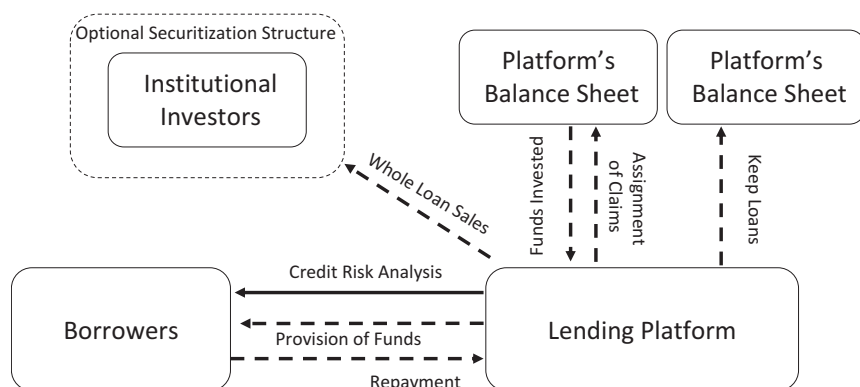 Optional Securitization Structure
Institutional
Investors
Platform's
Balance Sheet
Platform's
Balance Sheet
Whole Loan Sales
Funds Invested
Assignment
of Claims
Keep Loans
Credit Risk Analysis
Borrowers
Provision of Funds
Repayment
Lending Platform